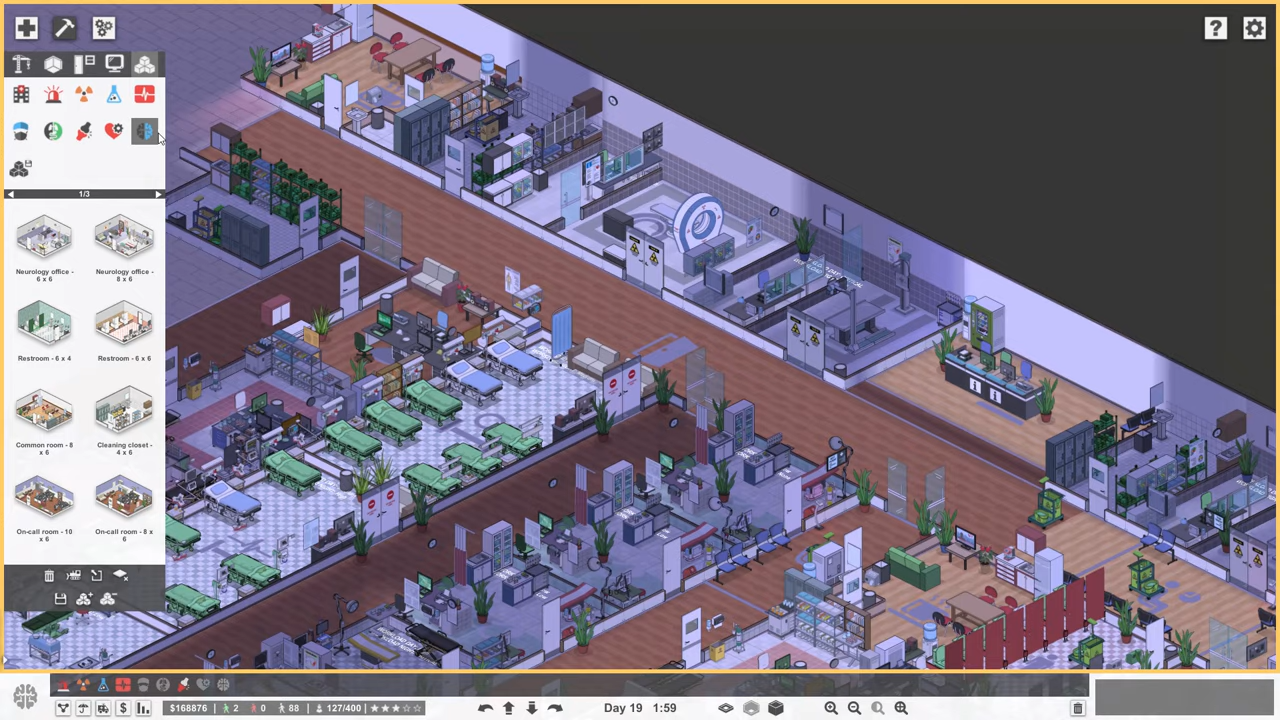 ?
1/3
Neurology office - 6 x 6
Neurology office - 8 x 6
Restroom - 6 x 4
Restroom - 6 x 6
Common room - 8 x 6
Cleaning closet - 4 x 6
On-call room - 10 x 6
On-call room - 8 x 6
i i
$
$168876
2
0
88
127/400
Day 19 1:59